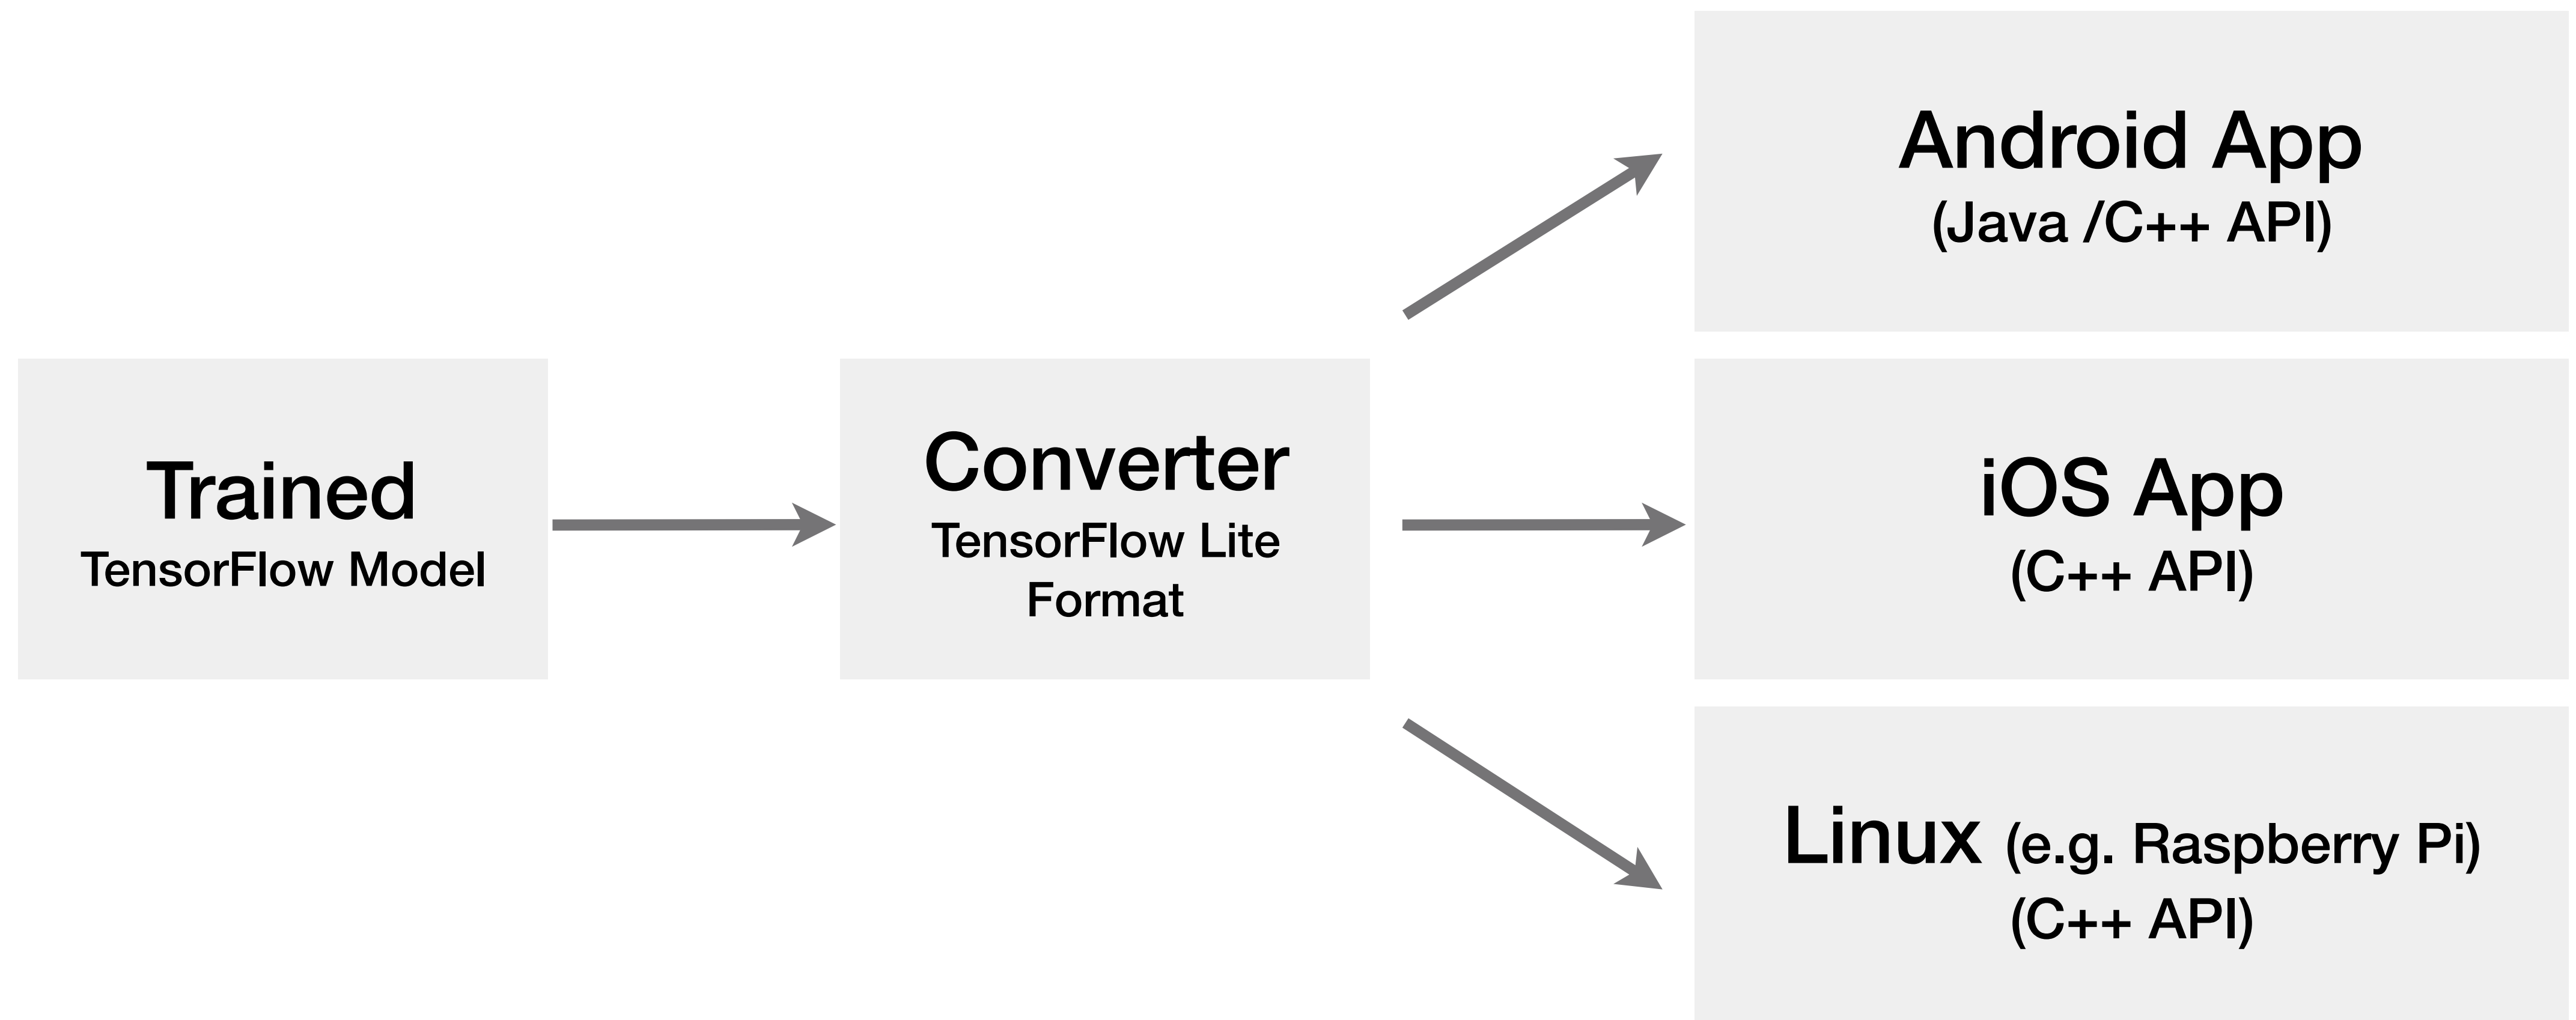 Trained
TensorFlow Model
Converter
TensorFlow Lite
Format
Android App
(Java /C++ API)
iOS App
(C++ API)
Linux (e.g. Raspberry Pi)
(C++ API)